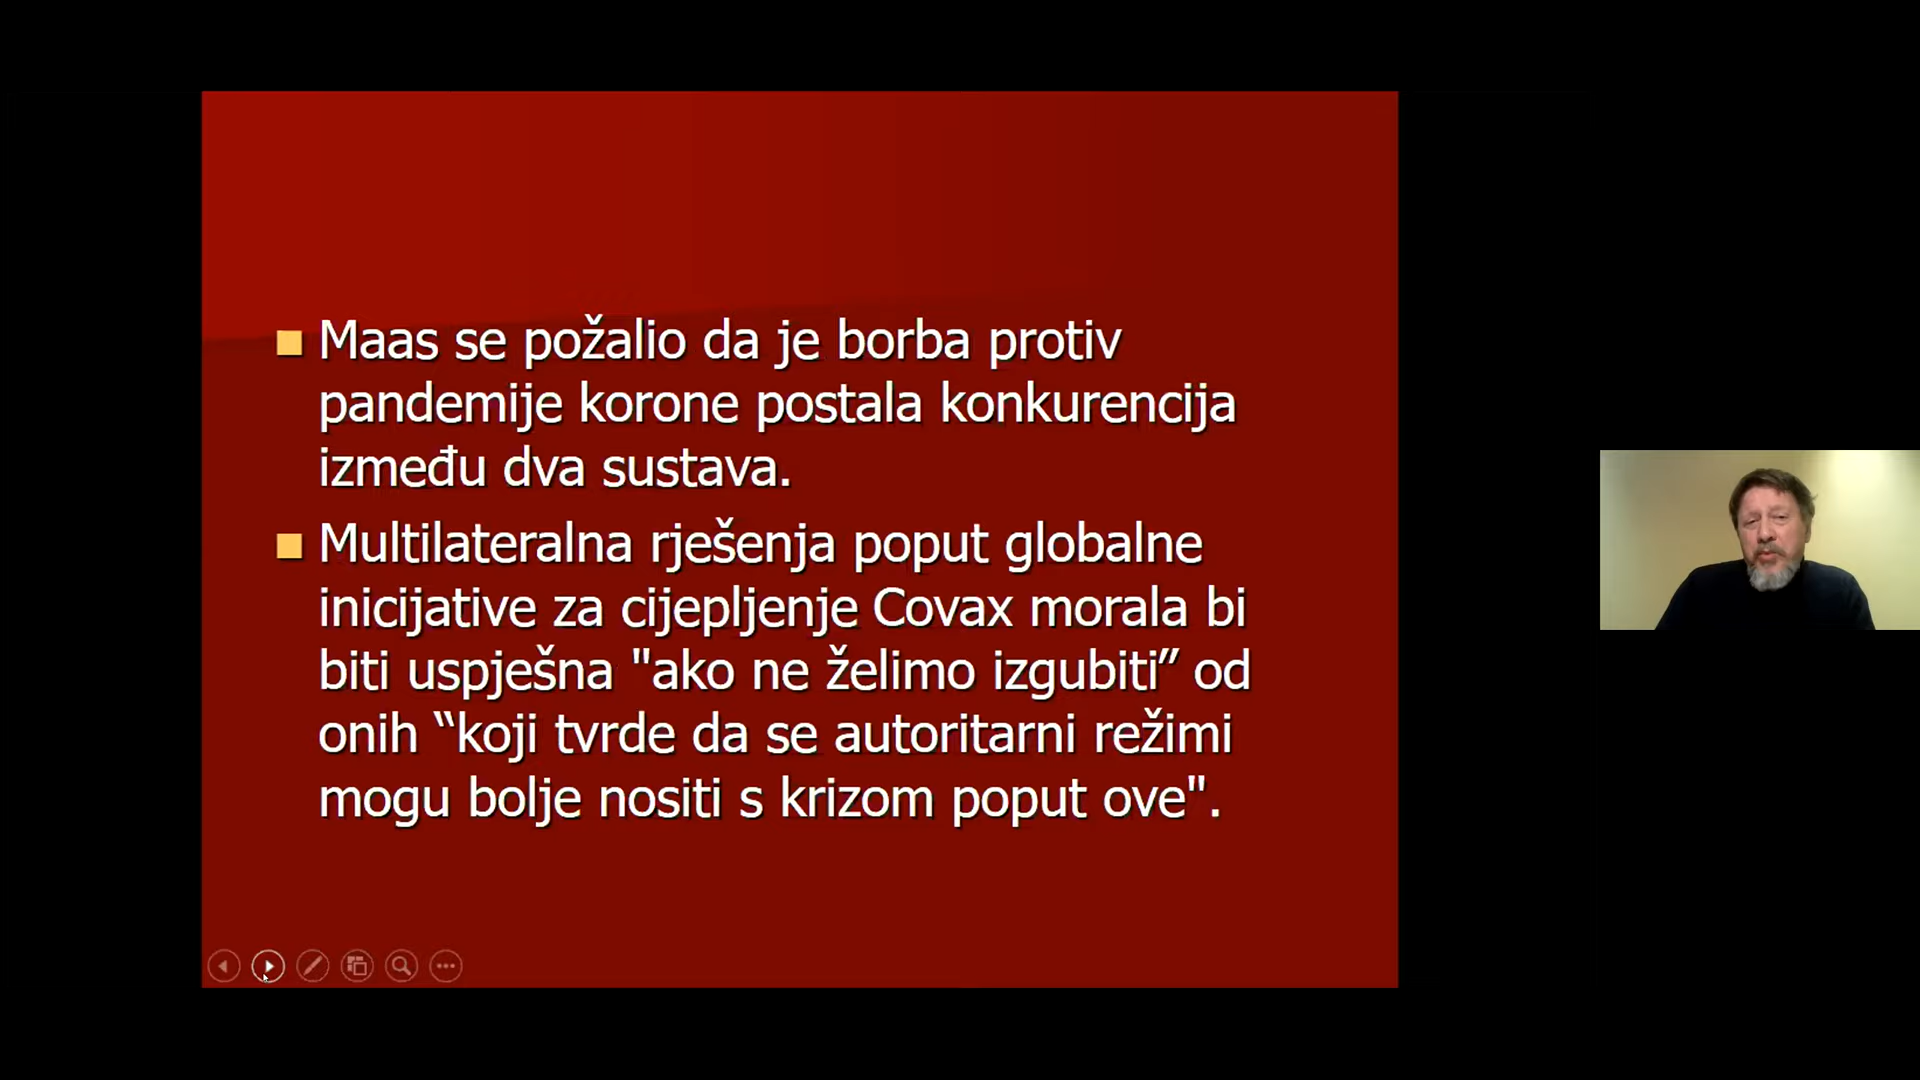 Maas se požalio da je borba protiv
pandemije korone postala konkurencija
između dva sustava.
Multilateralna rješenja poput globalne
inicijative za cijepljenje Covax morala bi
biti uspješna "ako ne želimo izgubiti” od
onih “koji tvrde da se autoritarni režimi
mogu bolje nositi s krizom poput ove".